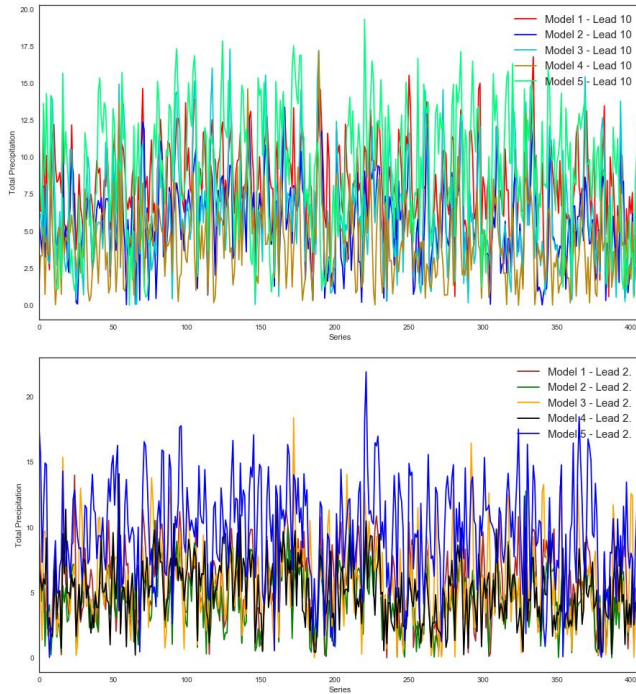 17.5
15.0
12.5
10.0
7.5
5.0
2.5
0.0
Total Precipitation
Model 1 - Lead 10
Model 2 - Lead 10
Model 3 - Lead 10
Model 4 - Lead 10
Model 5 - Lead 10
0 50 100 150 200 250 300 350 400
Series
20
15
10
5
0
Total Precipitation
Model 1 - Lead 2.
Model 2 - Lead 2.
Model 3 - Lead 2.
Model 4 - Lead 2.
Model 5 - Lead 2.
0 50 100 150 200 250 300 350 400
Series